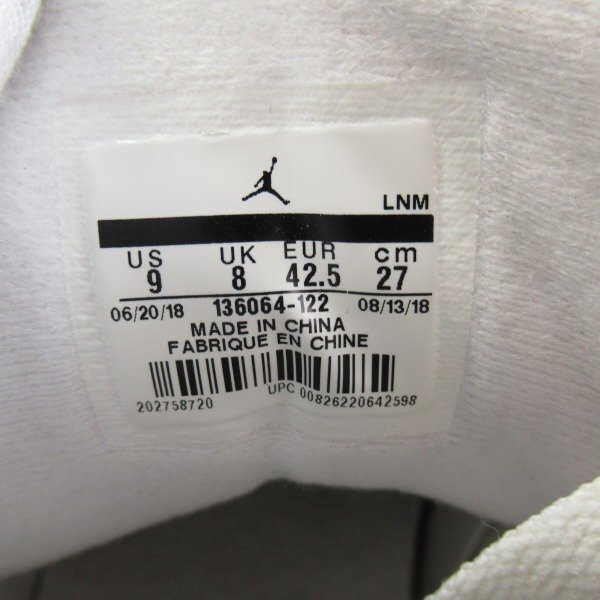 LNM
US UK EUR cm
9 8 42.5 27
06/20/18 136064-122 08/13/18
MADE IN CHINA
FABRIQUE EN CHINE
202758720 UPC 00826220642598